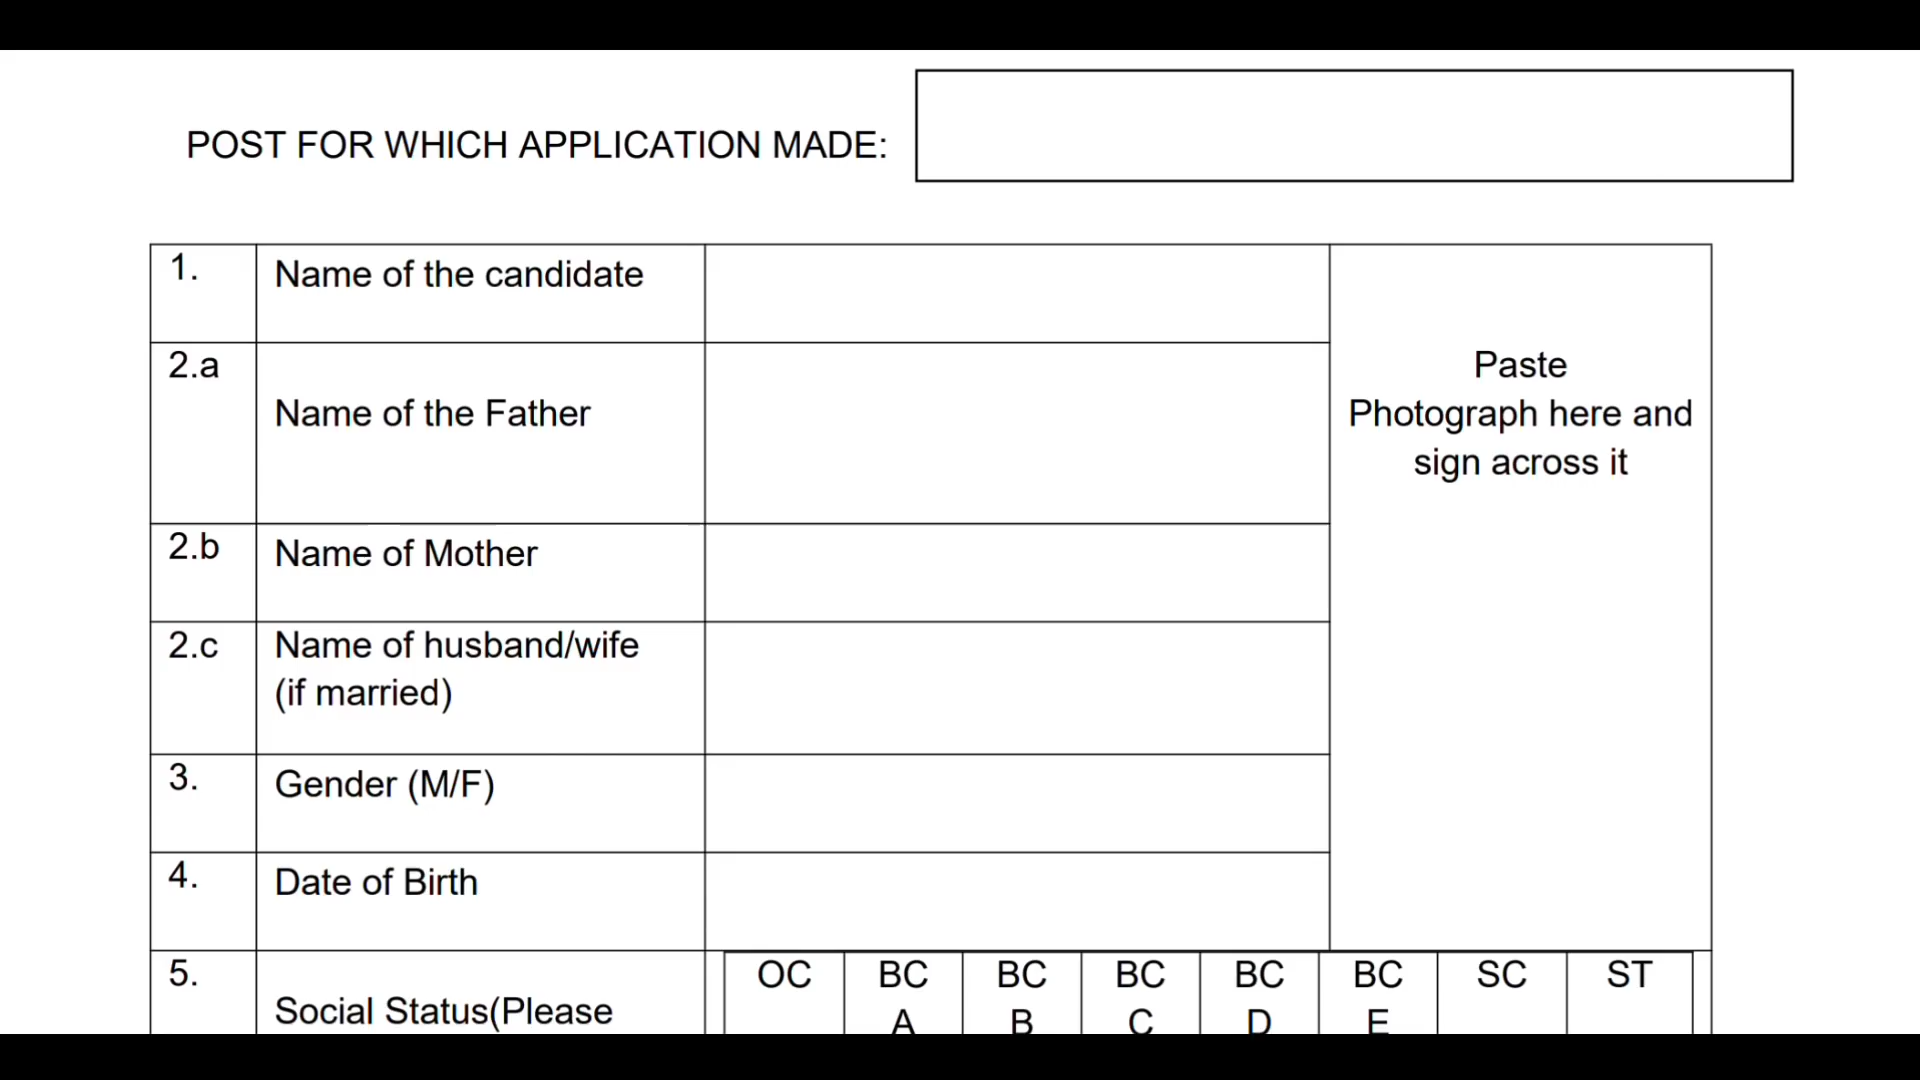 POST FOR WHICH APPLICATION MADE:
1. Name of the candidate
Paste
Photograph here and
sign across it
2.a Name of the Father
2.b Name of Mother
2.c Name of husband/wife
(if married)
3. Gender (M/F)
4. Date of Birth
5. Social Status(Please
OC BC BC BC BC BC SC ST
A B C D E